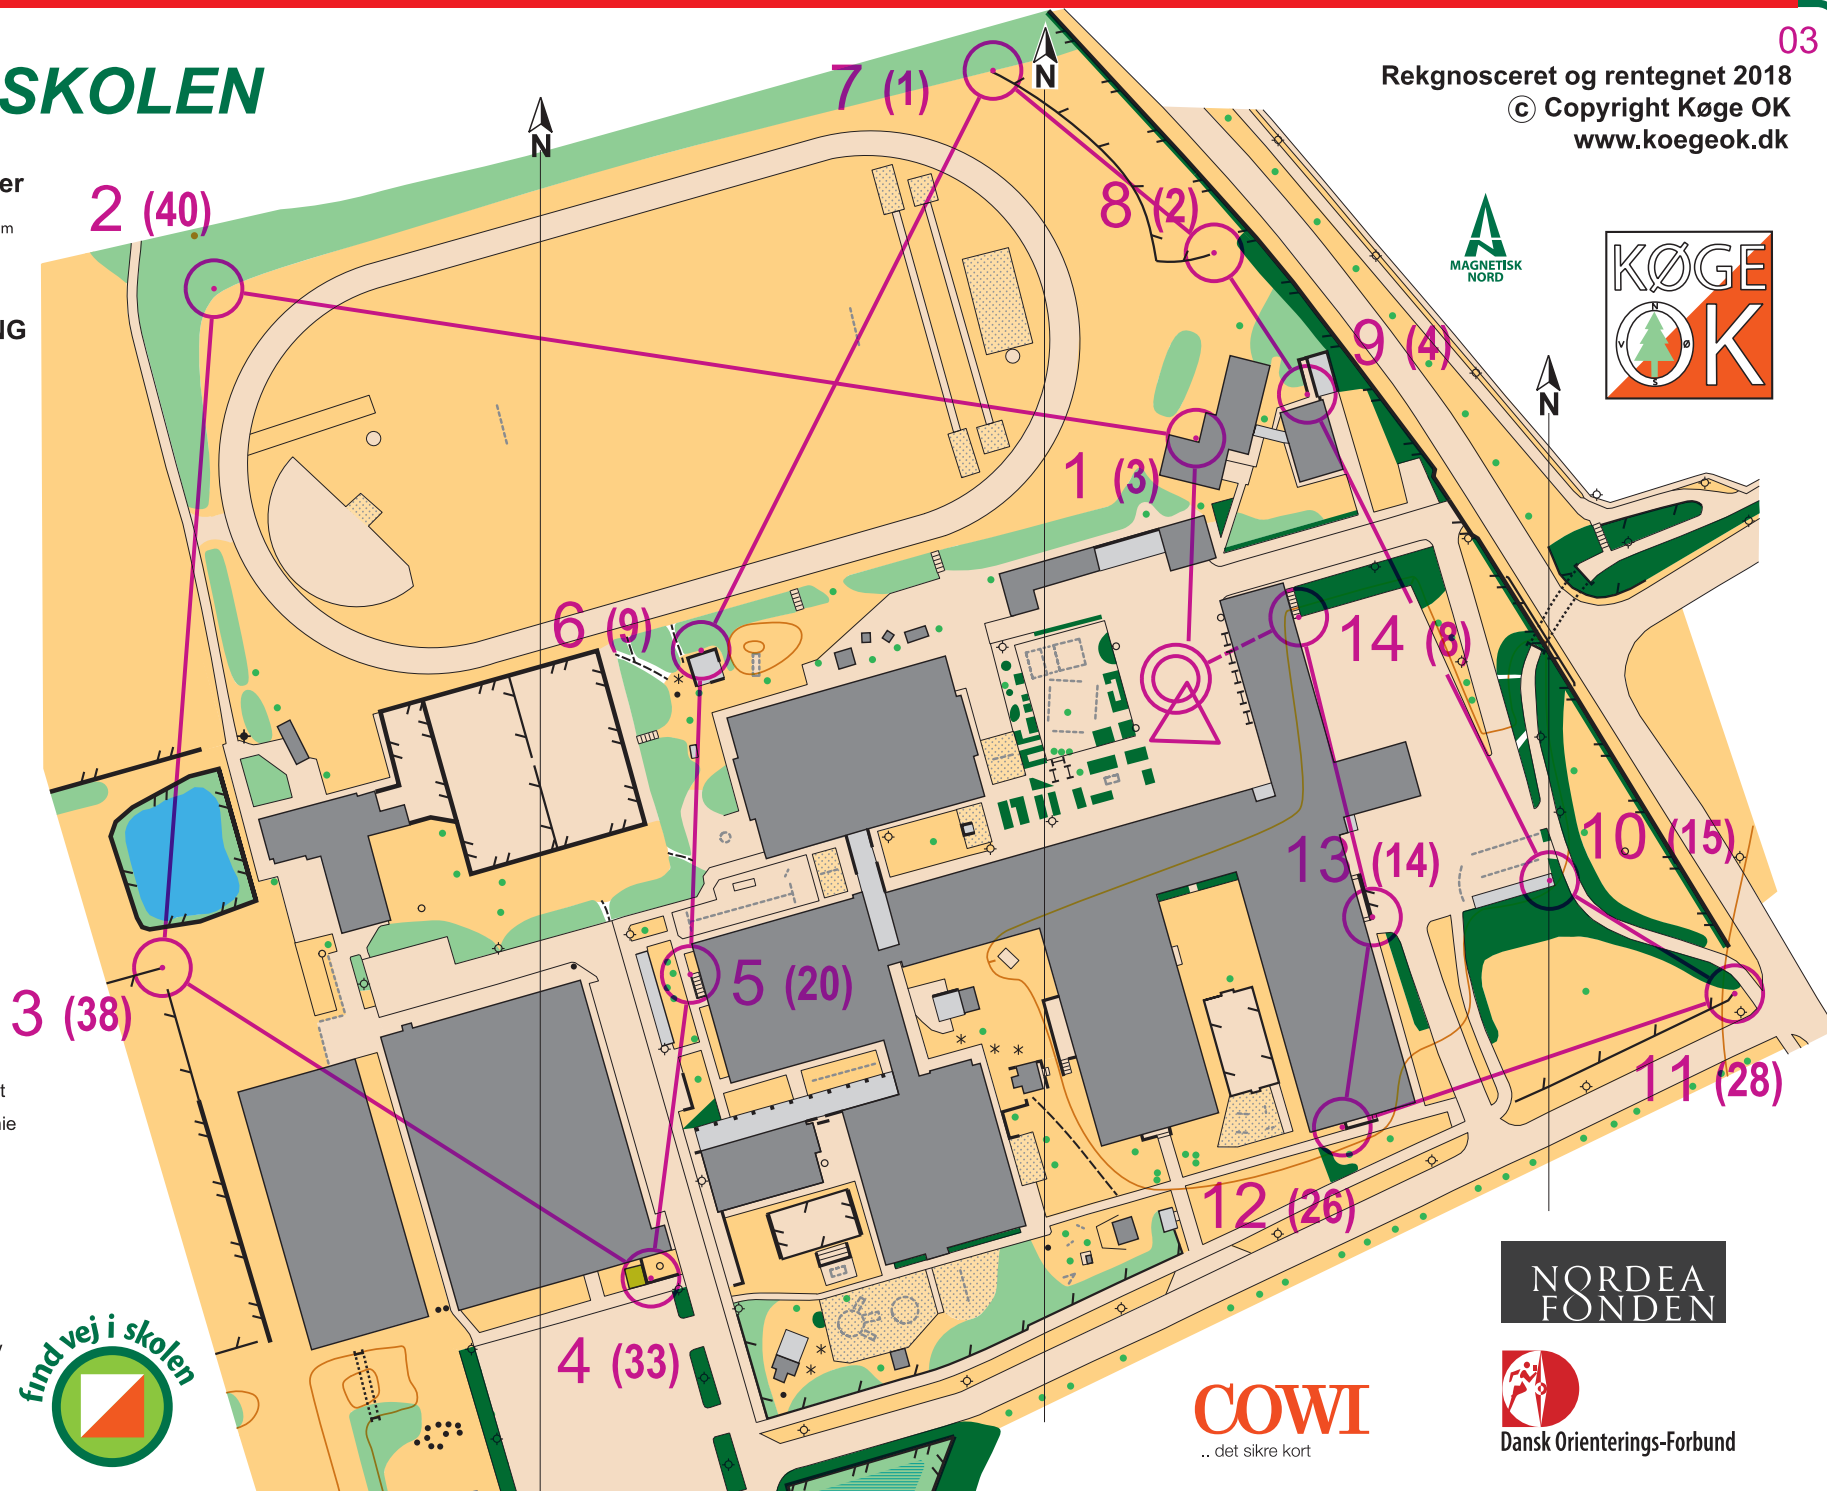 03
SKOLEN
Rekgnosceret og rentegnet 2018
© Copyright Køge OK
www.koegeok.dk
er
m
NG
N
N
N
MAGNETISK
NORD
KØGE
OK
N
V
Ø
S
7 (1)
2 (40)
8 (2)
9 (4)
1 (3)
6 (9)
14 (8)
13 (14)
10 (15)
5 (20)
3 (38)
11 (28)
12 (26)
4 (33)
t
nie
find vej i skolen
NORDEA
FONDEN
COWI
.. det sikre kort
Dansk Orienterings-Forbund